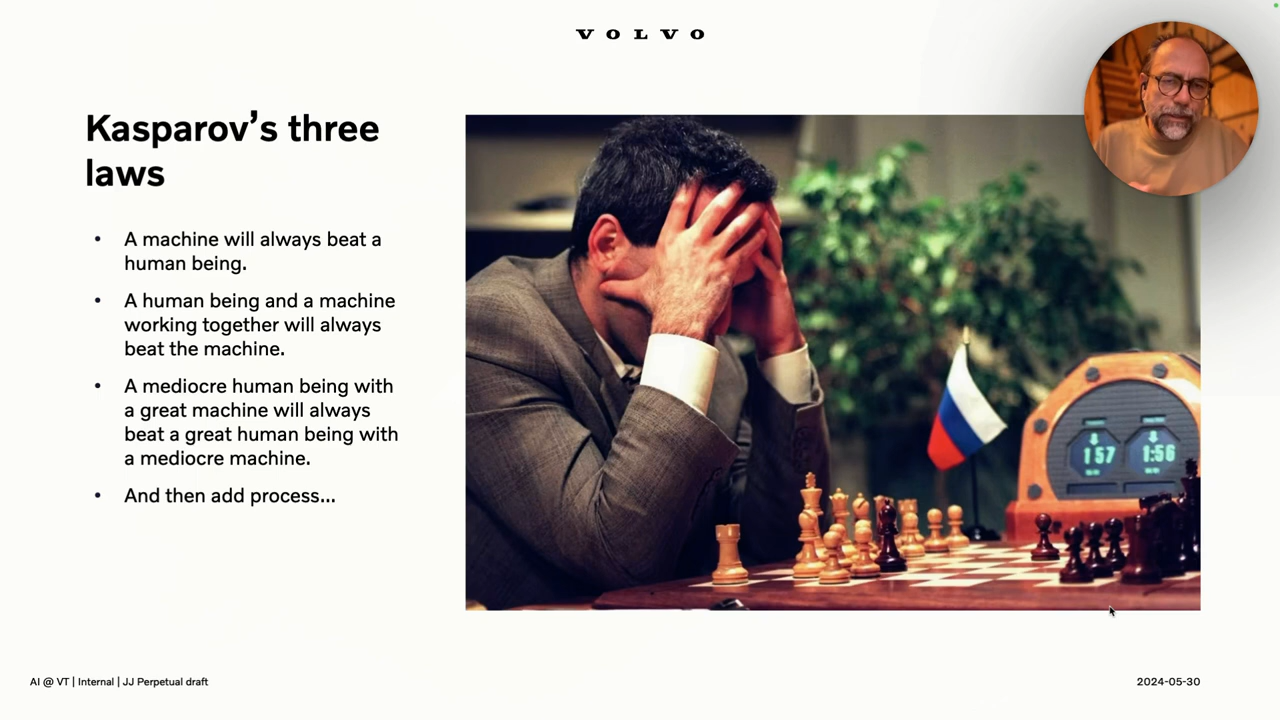 VOLVO
Kasparov’s three
laws
• A machine will always beat a
human being.
• A human being and a machine
working together will always
beat the machine.
• A mediocre human being with
a great machine will always
beat a great human being with
a mediocre machine.
• And then add process...
1 57
1:56
AI @ VT | Internal | JJ Perpetual draft
2024-05-30